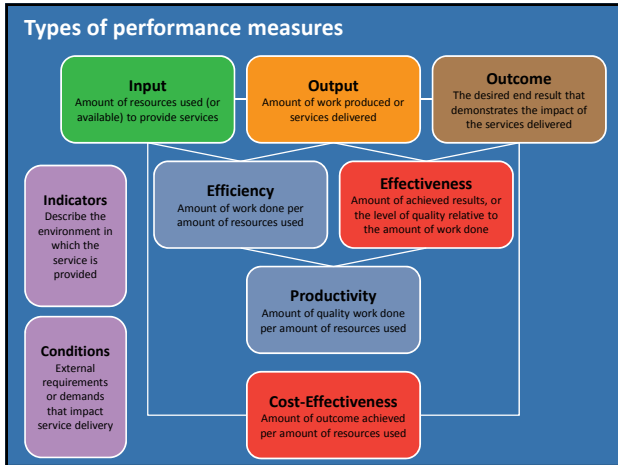 Types of performance measures
Input
Amount of resources used (or
available) to provide services
Output
Amount of work produced or
services delivered
Outcome
The desired end result that
demonstrates the impact of
the services delivered
Indicators
Describe the
environment in
which the
service is
provided
Efficiency
Amount of work done per
amount of resources used
Effectiveness
Amount of achieved results, or
the level of quality relative to
the amount of work done
Productivity
Amount of quality work done
per amount of resources used
Conditions
External
requirements
or demands
that impact
service delivery
Cost-Effectiveness
Amount of outcome achieved
per amount of resources used